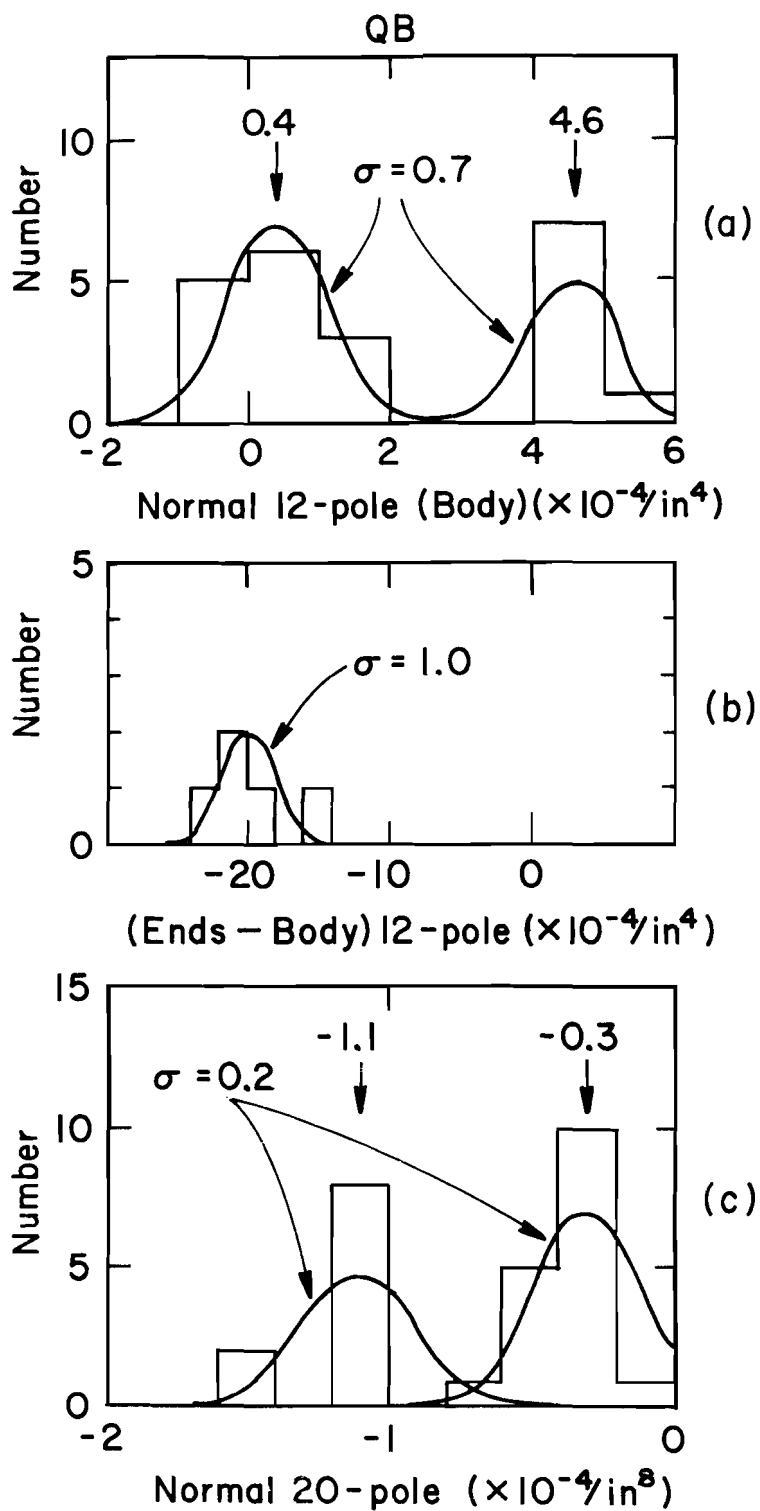 QB
Number
10
5
0
0.4
4.6
σ = 0.7
(a)
-2 0 2 4 6
Normal 12-pole (Body)(×10⁻⁴/in⁴)
Number
5
0
σ = 1.0
(b)
-20 -10 0
(Ends – Body) 12-pole (×10⁻⁴/in⁴)
Number
15
10
5
0
-1.1
-0.3
σ = 0.2
(c)
-2 -1 0
Normal 20-pole (×10⁻⁴/in⁸)